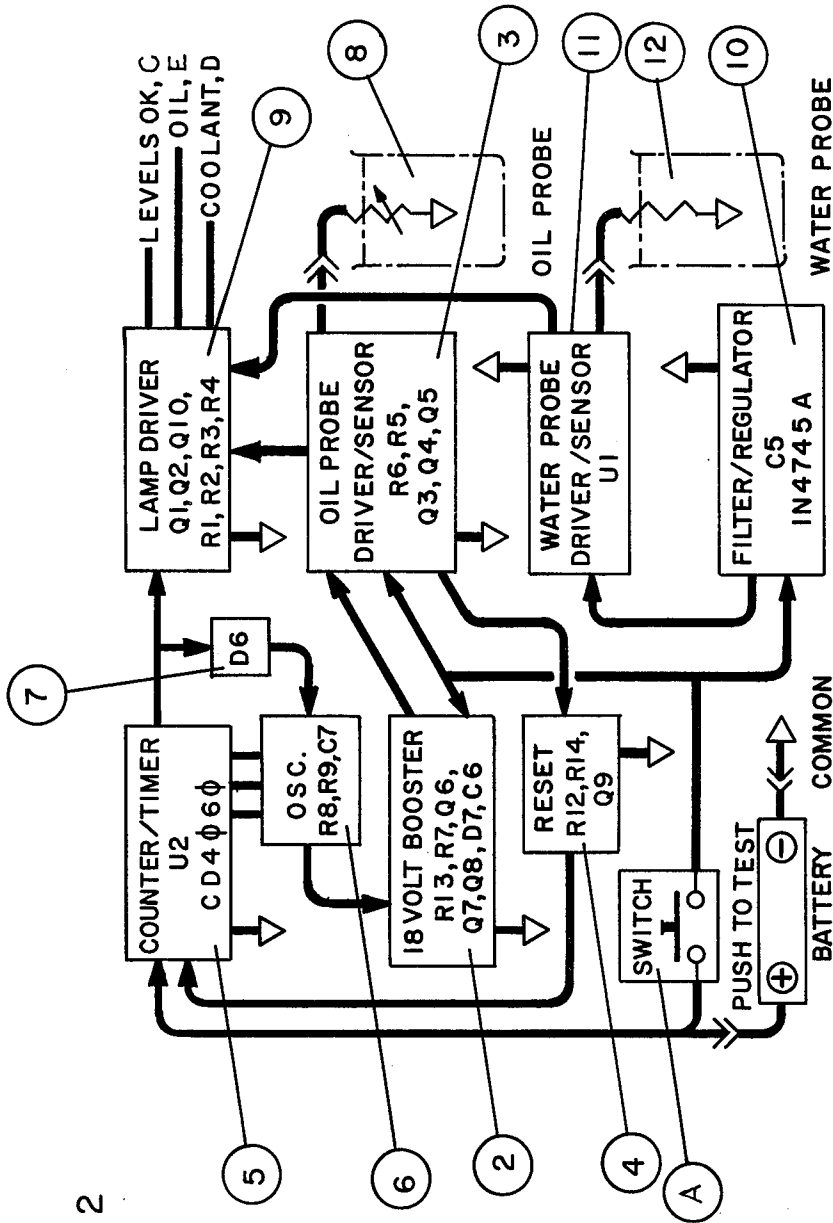 2
5
COUNTER/TIMER
U2
CD4ϕ6ϕ
7
D6
LAMP DRIVER
Q1,Q2,Q10,
R1,R2,R3,R4
LEVELS OK, C
OIL, E
COOLANT, D
9
6
OSC.
R8,R9,C7
2
18 VOLT BOOSTER
R13,R7,Q6,
Q7,Q8,D7,C6
OIL PROBE
DRIVER/SENSOR
R6,R5,
Q3,Q4,Q5
8
3
OIL PROBE
4
RESET
R12,R14,
Q9
WATER PROBE
DRIVER/SENSOR
U1
11
12
WATER PROBE
A
SWITCH
PUSH TO TEST
+
−
BATTERY
COMMON
FILTER/REGULATOR
C5
1N4745A
10